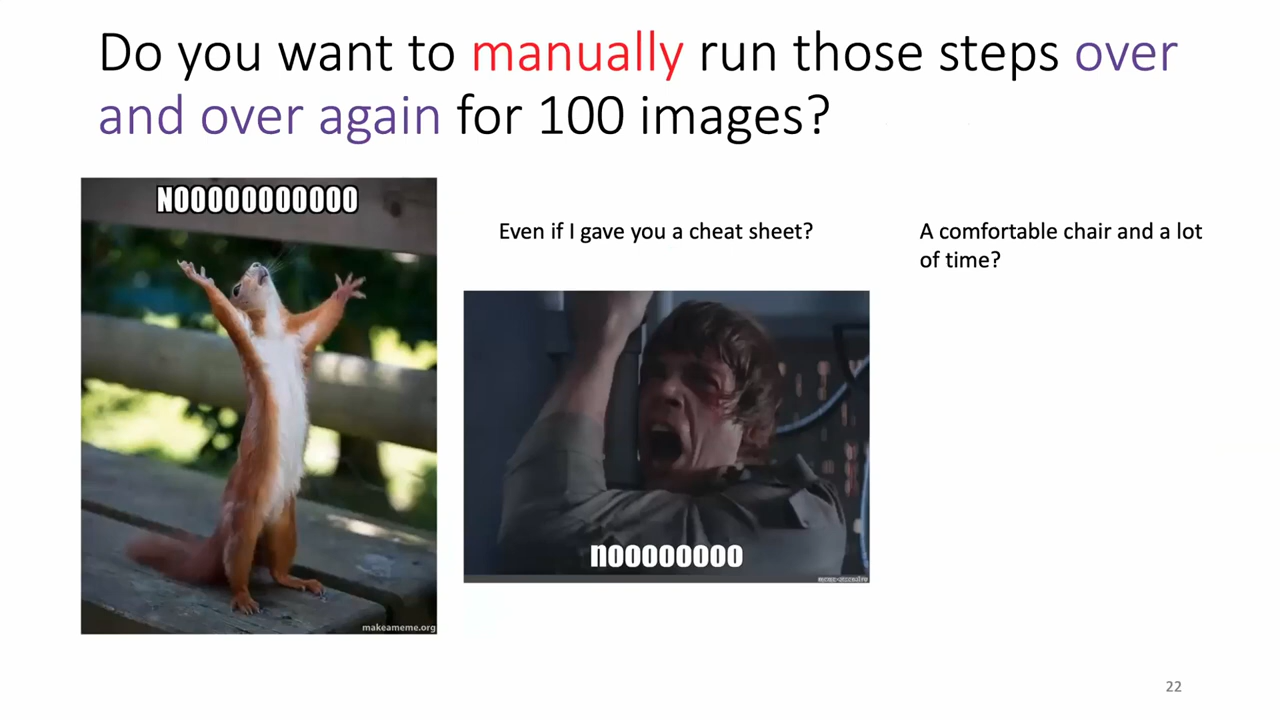 Do you want to manually run those steps over
and over again for 100 images?
NOOOOOOOOOOO
makeameme.org
Even if I gave you a cheat sheet?
nooooooooo
A comfortable chair and a lot
of time?
22